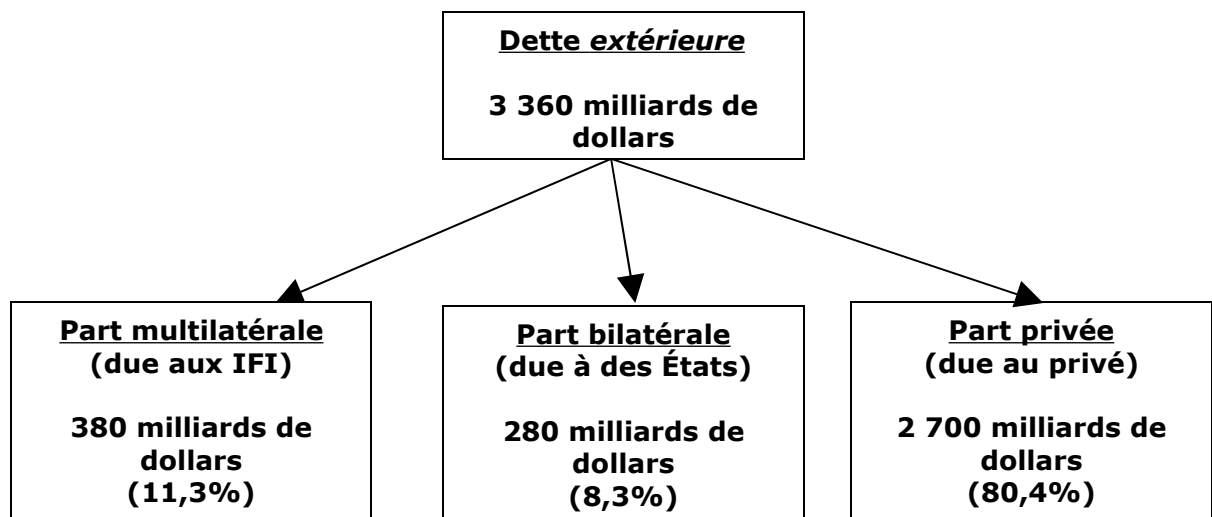 Dette extérieure
3 360 milliards de
dollars
Part multilatérale
(due aux IFI)
380 milliards de
dollars
(11,3%)
Part bilatérale
(due à des États)
280 milliards de
dollars
(8,3%)
Part privée
(due au privé)
2 700 milliards de
dollars
(80,4%)